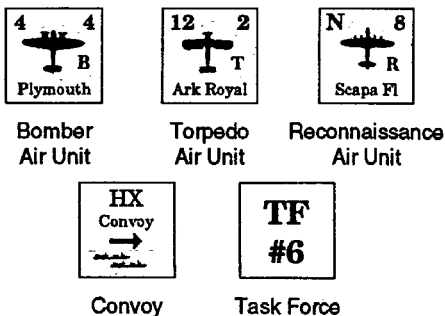 4 4
B
Plymouth
12 2
T
Ark Royal
N 8
R
Scapa Fl
Bomber
Air Unit
Torpedo
Air Unit
Reconnaissance
Air Unit
HX
Convoy
TF
#6
Convoy
Task Force